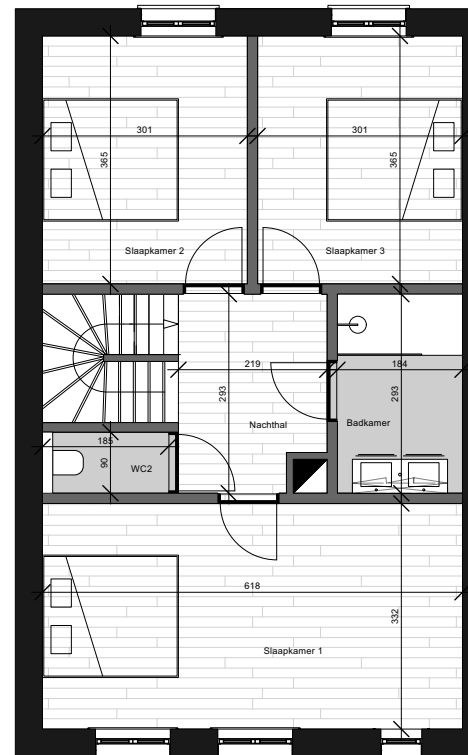 301
301
365
365
Slaapkamer 2
Slaapkamer 3
219
184
293
293
Nachthal
Badkamer
185
90
WC2
618
332
Slaapkamer 1